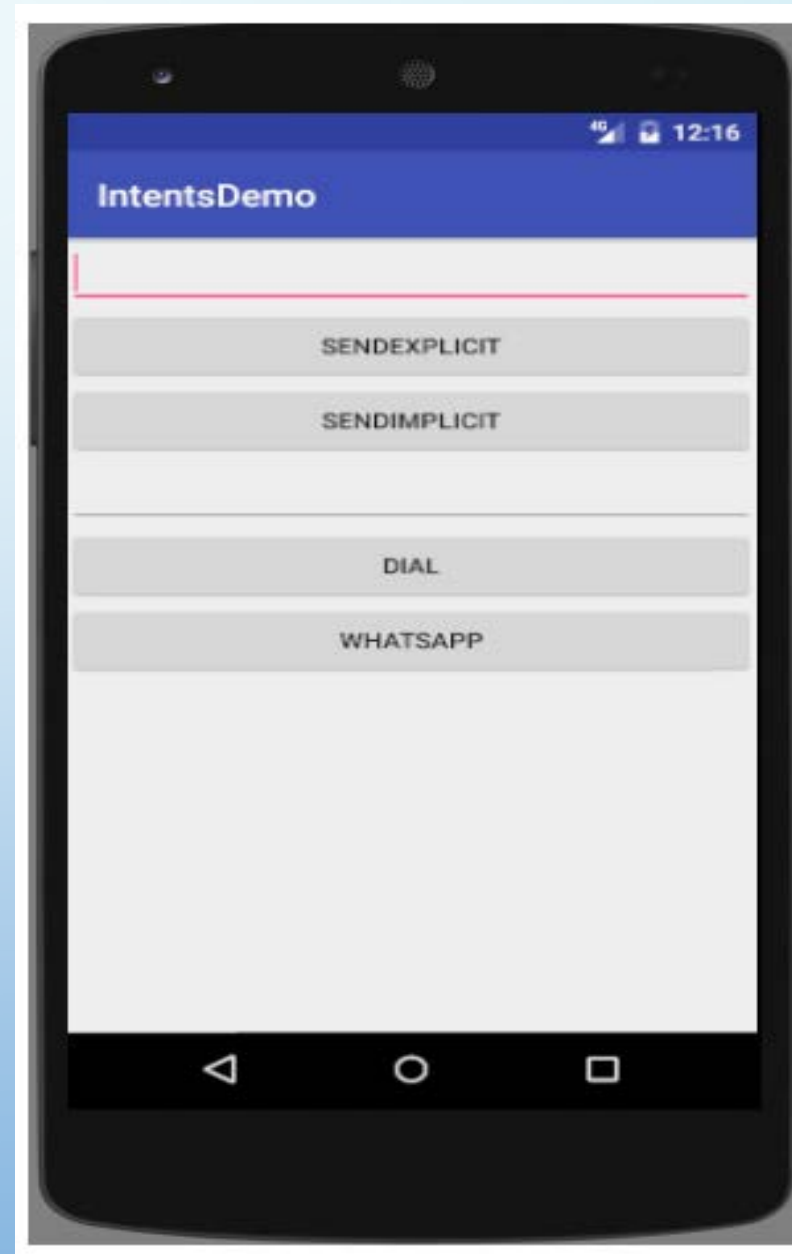 4G 12:16
IntentsDemo
SENDEXPLICIT
SENDIMPLICIT
DIAL
WHATSAPP